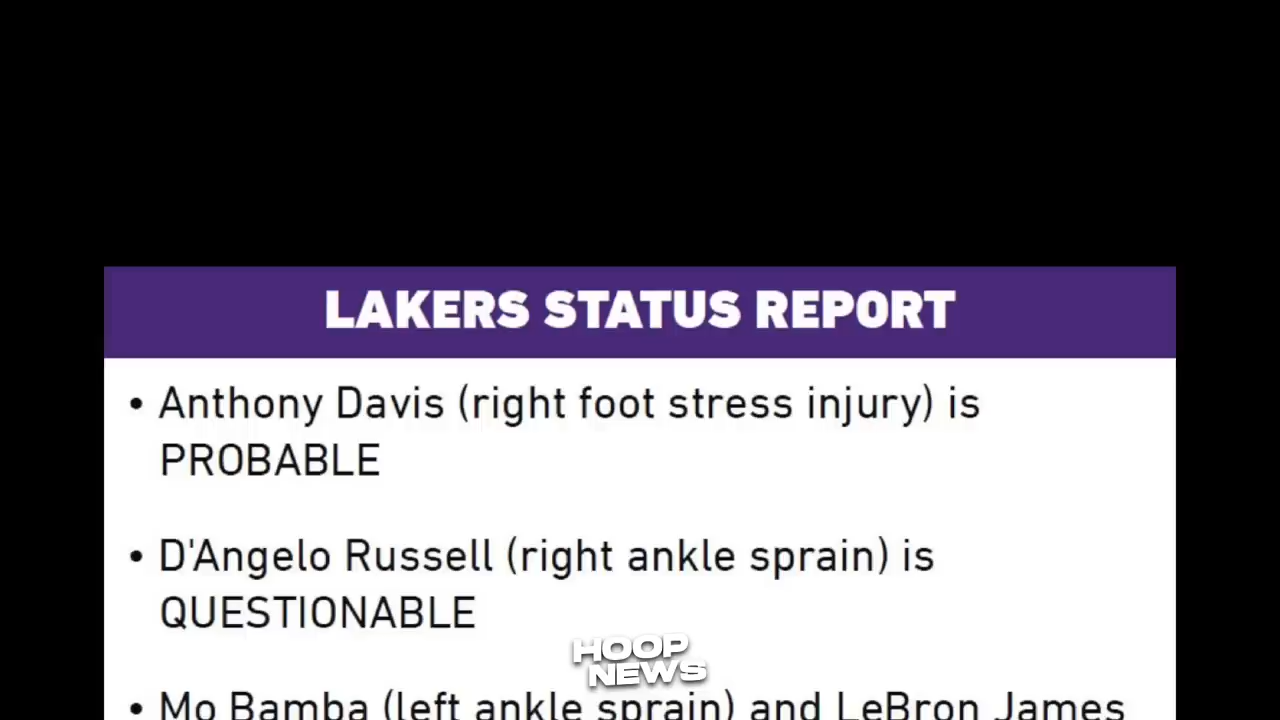 LAKERS STATUS REPORT
• Anthony Davis (right foot stress injury) is
PROBABLE
• D'Angelo Russell (right ankle sprain) is
QUESTIONABLE
HOOP
NEWS
• Mo Bamba (left ankle sprain) and LeBron James